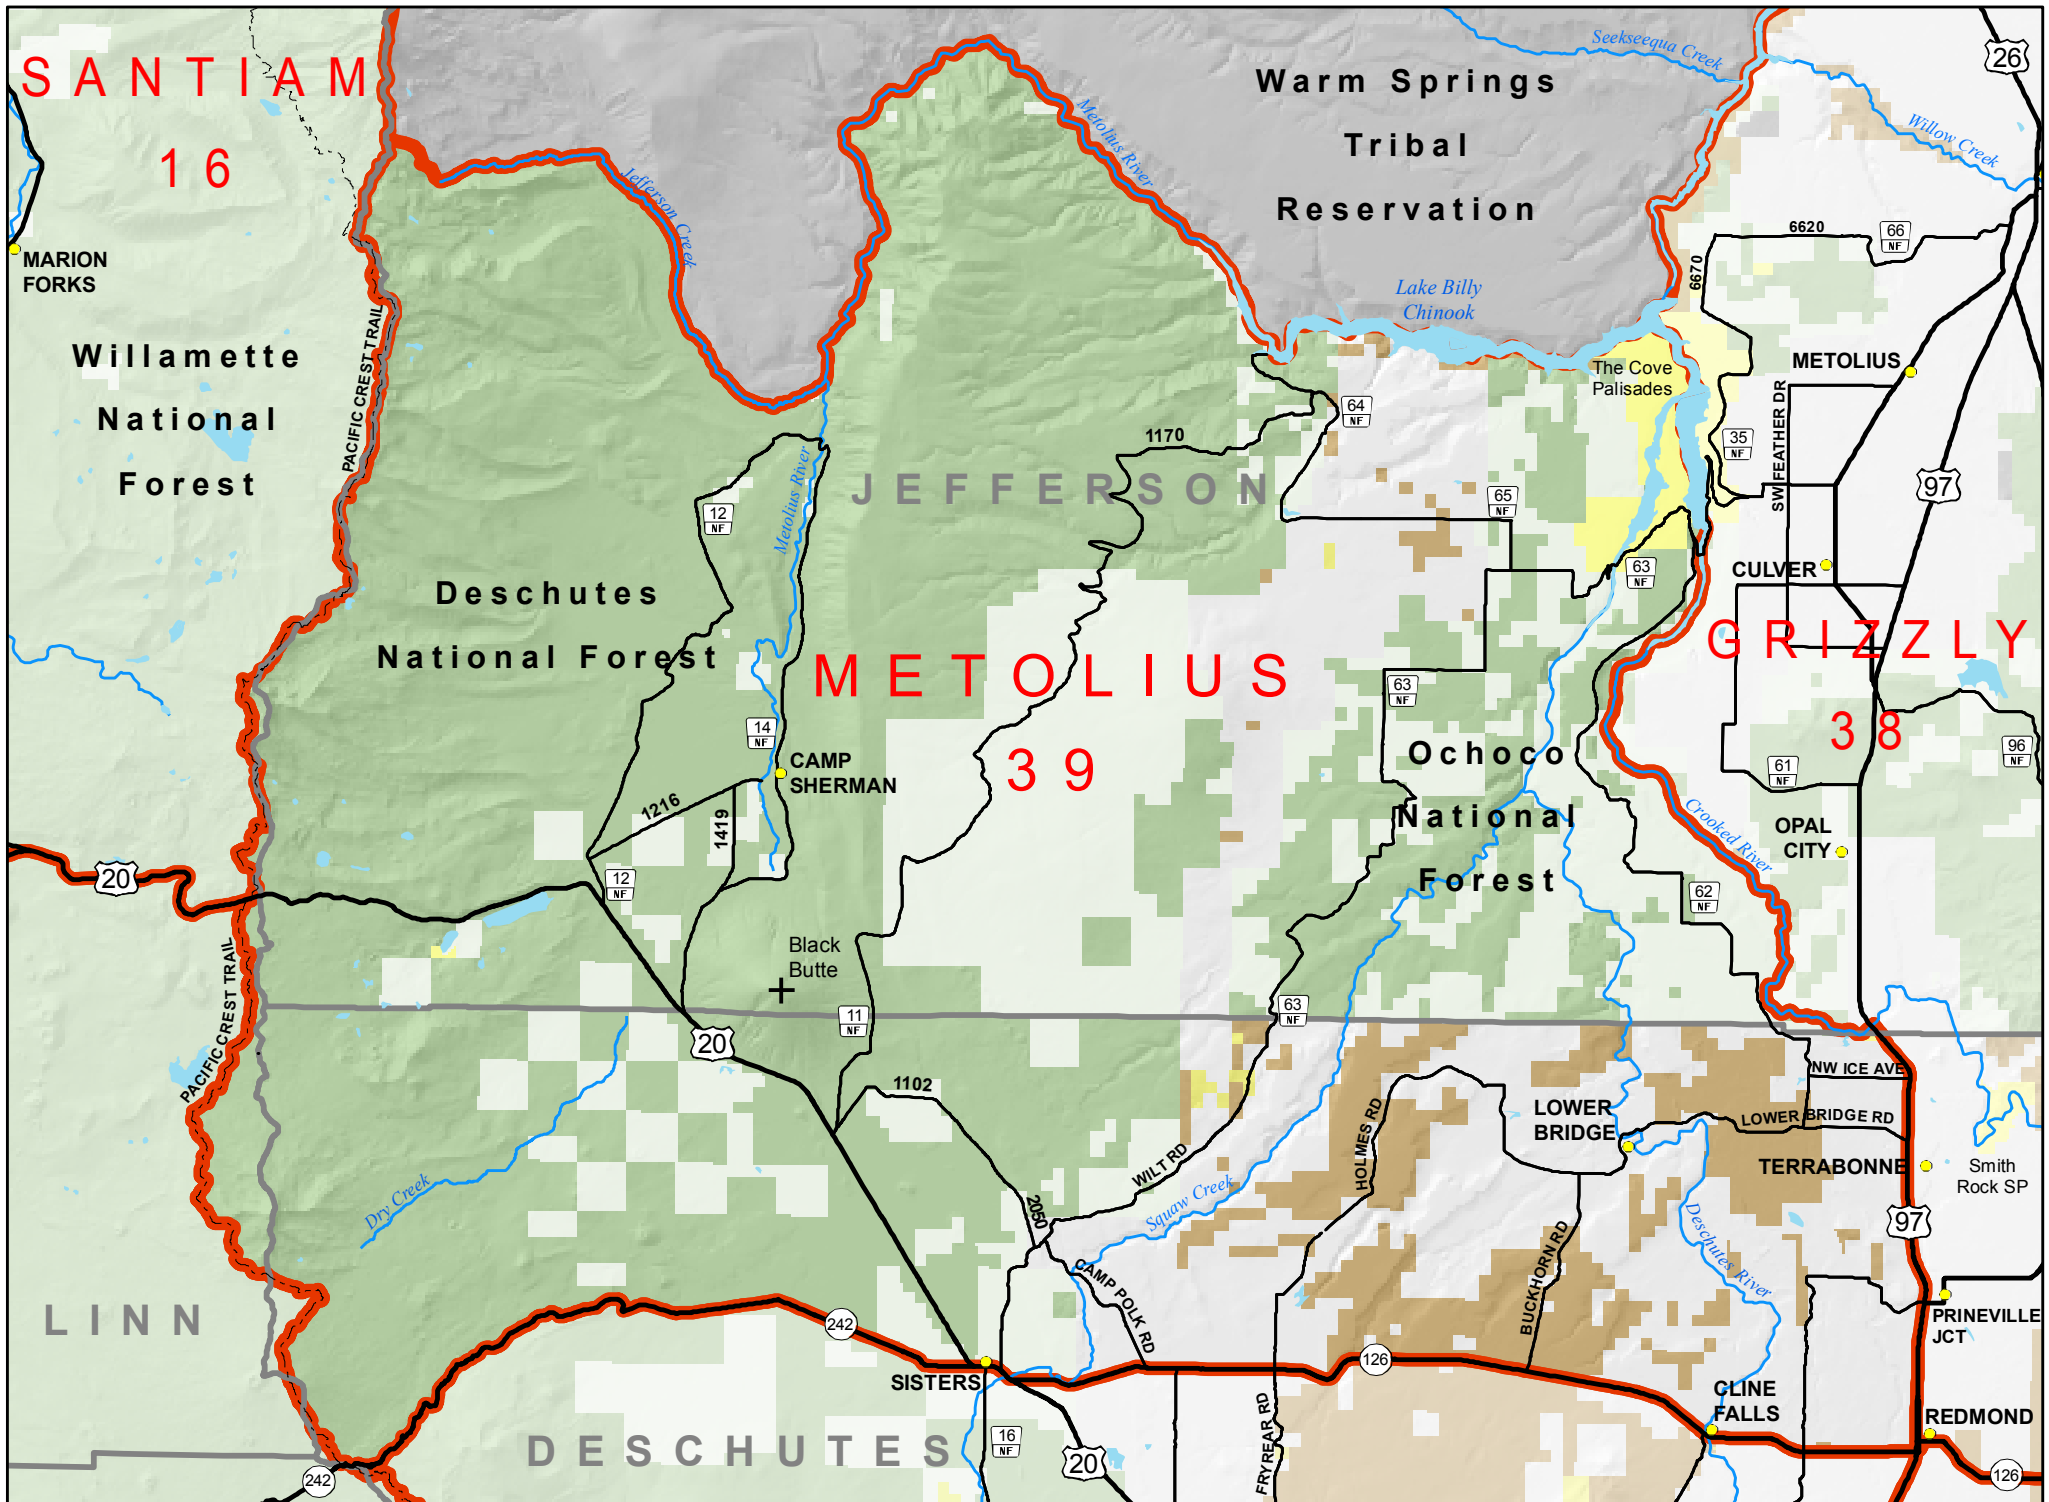 SANTIAM
16
Warm Springs
Tribal
Reservation
Seekseequa Creek
26
Willow Creek
Metolius River
Jefferson Creek
MARION
FORKS
6620
66
NF
6670
Lake Billy
Chinook
Willamette
National
Forest
PACIFIC CREST TRAIL
The Cove
Palisades
METOLIUS
SW FEATHER DR
64
NF
1170
35
NF
97
JEFFERSON
65
NF
12
NF
Metolius River
63
NF
CULVER
Deschutes
National Forest
METOLIUS
39
GRIZZLY
38
63
NF
14
NF
CAMP
SHERMAN
Ochoco
National
Forest
61
NF
96
NF
1216
1419
Crooked River
OPAL
CITY
20
12
NF
62
NF
PACIFIC CREST TRAIL
Black
Butte
11
NF
63
NF
20
1102
NW ICE AVE
LOWER
BRIDGE
LOWER BRIDGE RD
HOLMES RD
WILT RD
TERRABONNE
Smith
Rock SP
Dry Creek
Squaw Creek
2050
97
Deschutes River
BUCKHORN RD
CAMP POLK RD
LINN
242
PRINEVILLE
JCT
126
SISTERS
CLINE
FALLS
FRYREAR RD
REDMOND
DESCHUTES
16
NF
20
242
126